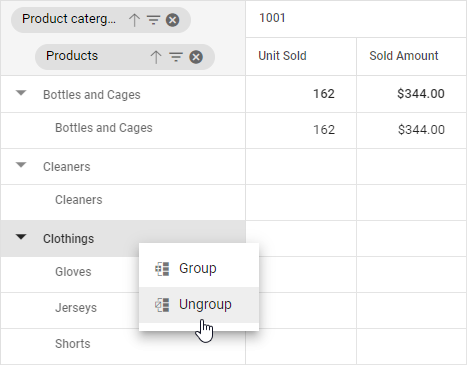 Product caterg...
1001
Products
Unit Sold
Sold Amount
Bottles and Cages
162
$344.00
Bottles and Cages
162
$344.00
Cleaners
Cleaners
Clothings
Gloves
Group
Jerseys
Ungroup
Shorts